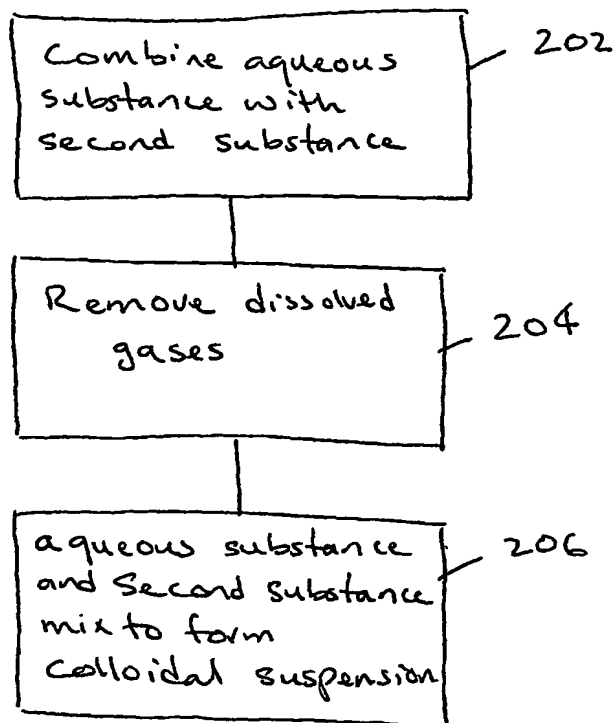 Combine aqueous
substance with
second substance
202
Remove dissolved
gases
204
aqueous substance
and Second substance
mix to form
Colloidal suspension
206